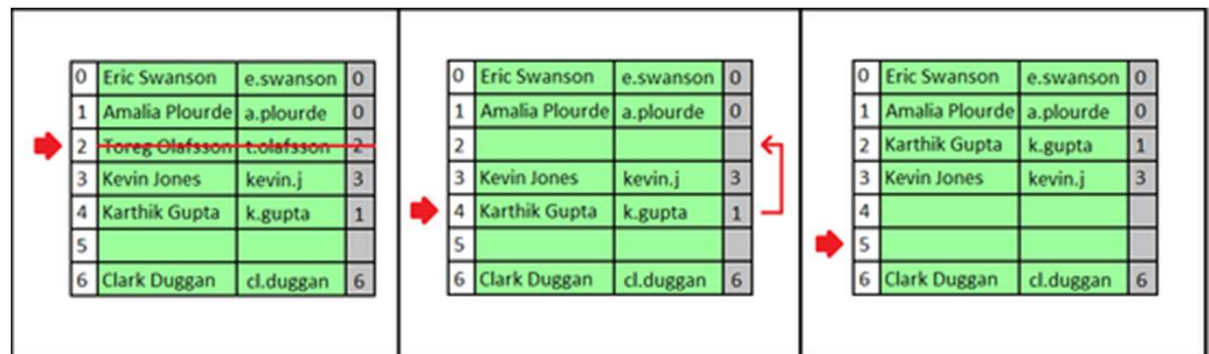 0 Eric Swanson e.swanson 0
1 Amalia Plourde a.plourde 0
2 Toreg Olafsson t.olafsson 2
3 Kevin Jones kevin.j 3
4 Karthik Gupta k.gupta 1
5
6 Clark Duggan cl.duggan 6
0 Eric Swanson e.swanson 0
1 Amalia Plourde a.plourde 0
2
3 Kevin Jones kevin.j 3
4 Karthik Gupta k.gupta 1
5
6 Clark Duggan cl.duggan 6
0 Eric Swanson e.swanson 0
1 Amalia Plourde a.plourde 0
2 Karthik Gupta k.gupta 1
3 Kevin Jones kevin.j 3
4
5
6 Clark Duggan cl.duggan 6